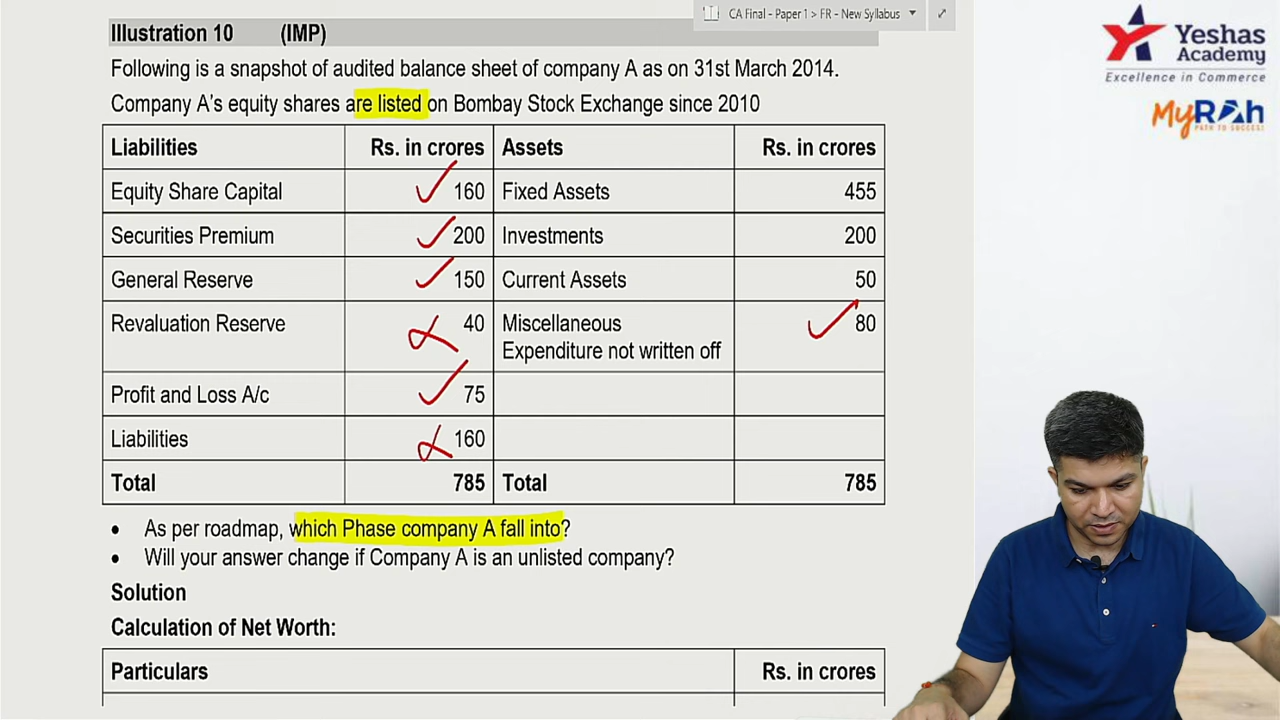 CA Final - Paper 1 > FR - New Syllabus
Yeshas
Academy
Excellence in Commerce
MyRah
PATH TO SUCCESS
Illustration 10 (IMP)
Following is a snapshot of audited balance sheet of company A as on 31st March 2014.
Company A's equity shares are listed on Bombay Stock Exchange since 2010
Liabilities Rs. in crores Assets Rs. in crores
Equity Share Capital 160 Fixed Assets 455
Securities Premium 200 Investments 200
General Reserve 150 Current Assets 50
Revaluation Reserve 40 Miscellaneous 80
Expenditure not written off
Profit and Loss A/c 75
Liabilities 160
Total 785 Total 785
• As per roadmap, which Phase company A fall into?
• Will your answer change if Company A is an unlisted company?
Solution
Calculation of Net Worth:
Particulars Rs. in crores